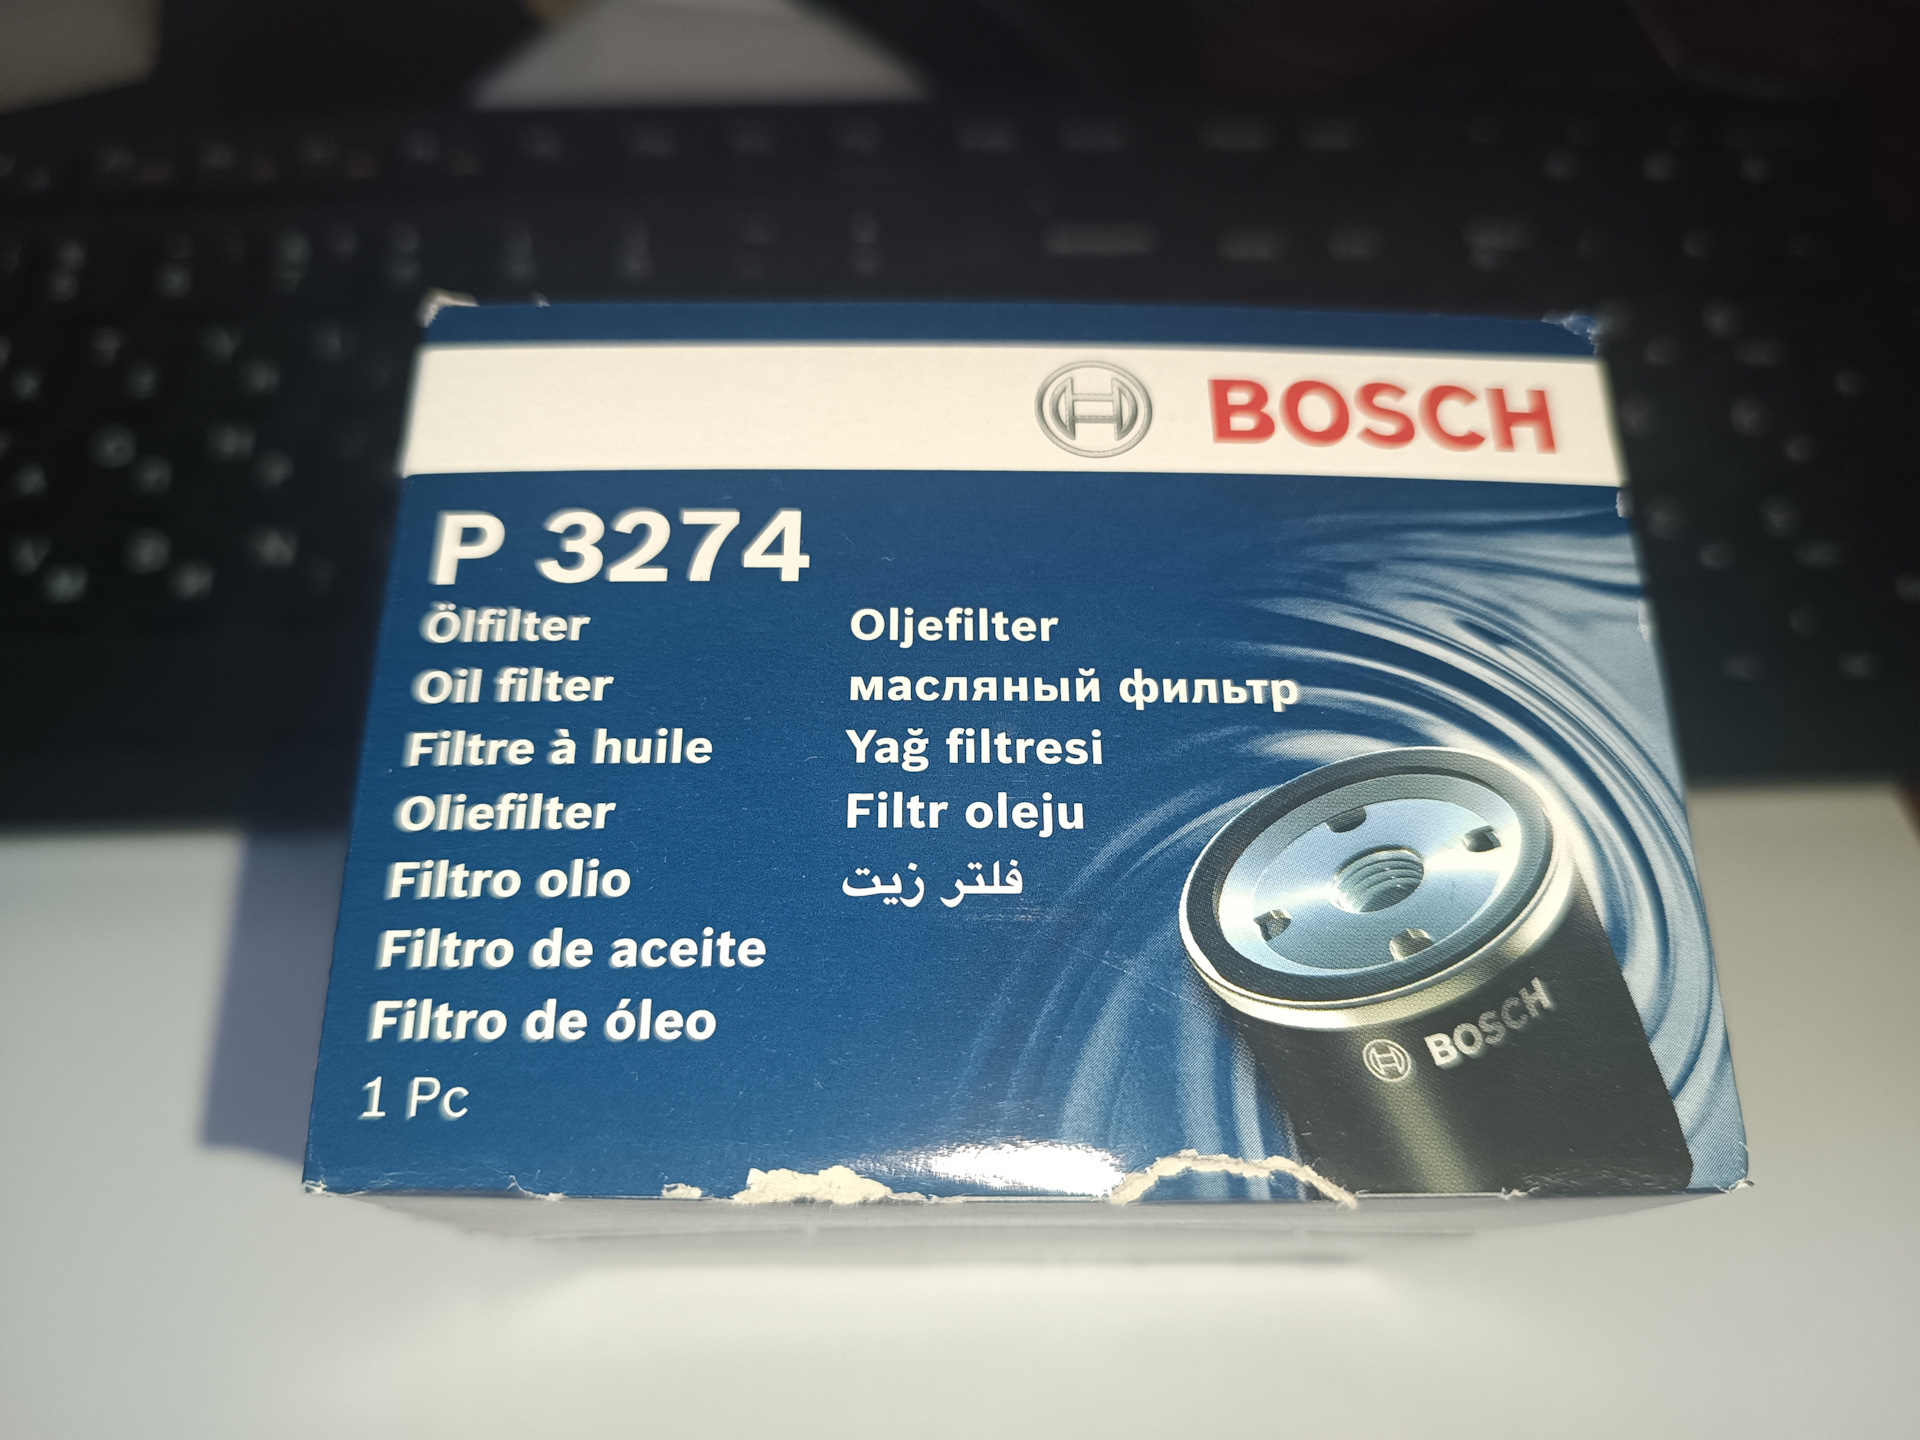 BOSCH
P 3274
Ölfilter
Oil filter
Filtre à huile
Oliefilter
Filtro olio
Filtro de aceite
Filtro de óleo
1 Pc
Oljefilter
масляный фильтр
Yağ filtresi
Filtr oleju
فلتر زيت
BOSCH